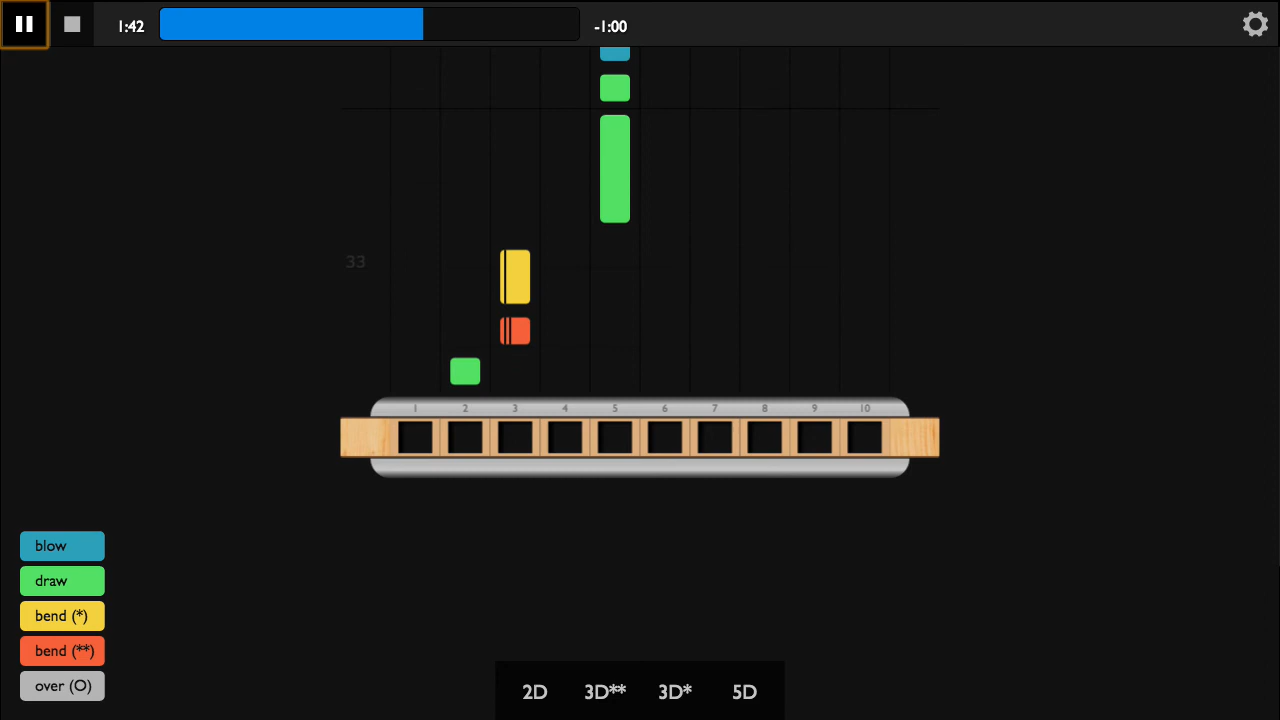 1:42 -1:00
33
1 2 3 4 5 6 7 8 9 10
blow
draw
bend (*)
bend (**)
over (O)
2D 3D** 3D* 5D